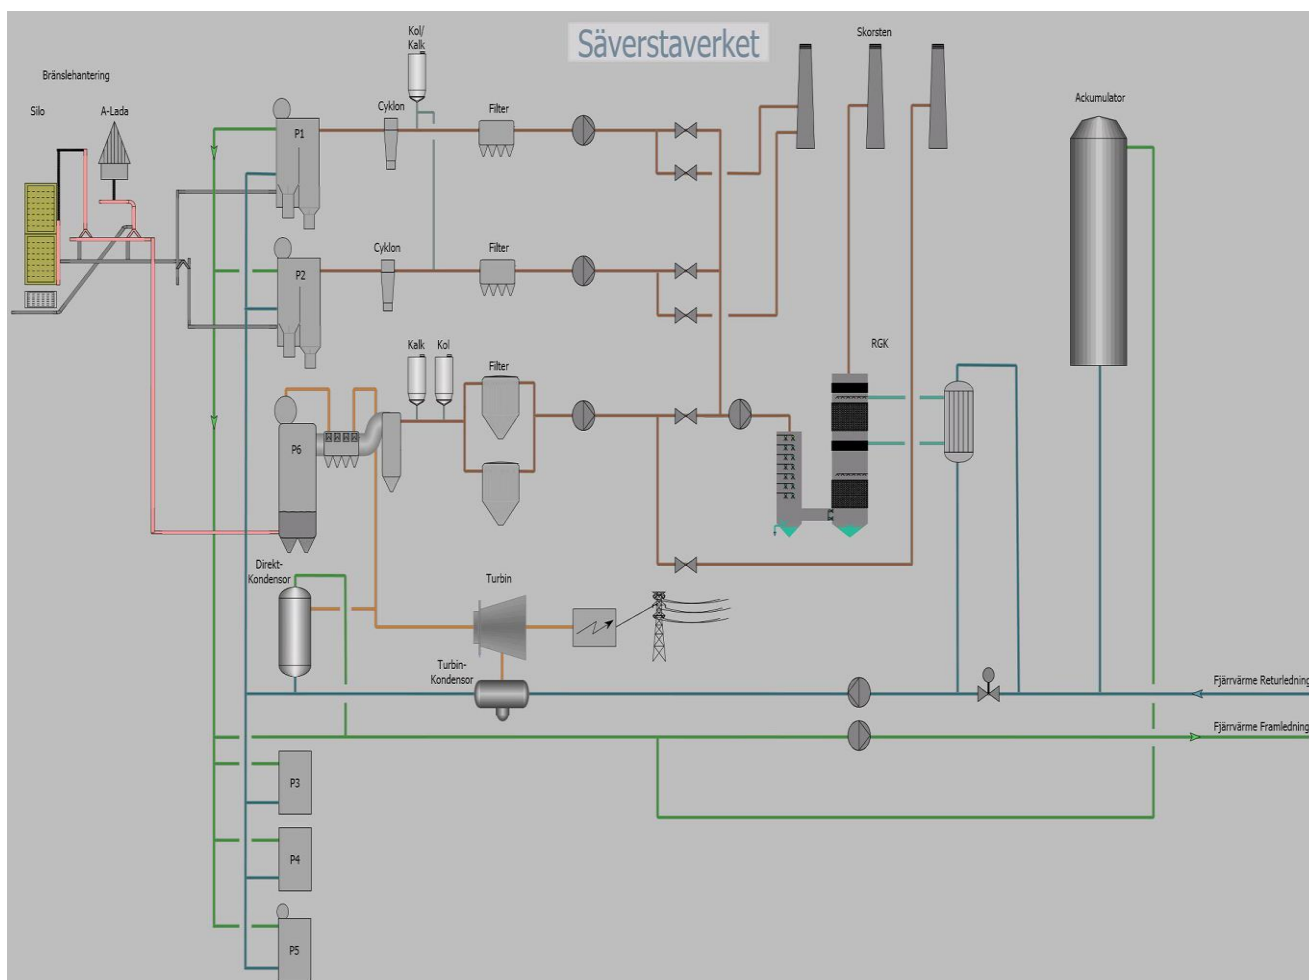 Säverstaverket
Kol/
Kalk
Skorsten
Bränslehantering
Silo
A-Lada
Cyklon
Filter
Ackumulator
P1
Cyklon
Filter
P2
Kalk
Kol
Filter
RGK
P6
Direkt-
Kondensor
Turbin
Turbin-
Kondensor
Fjärrvärme Returledning
Fjärrvärme Framledning
P3
P4
P5